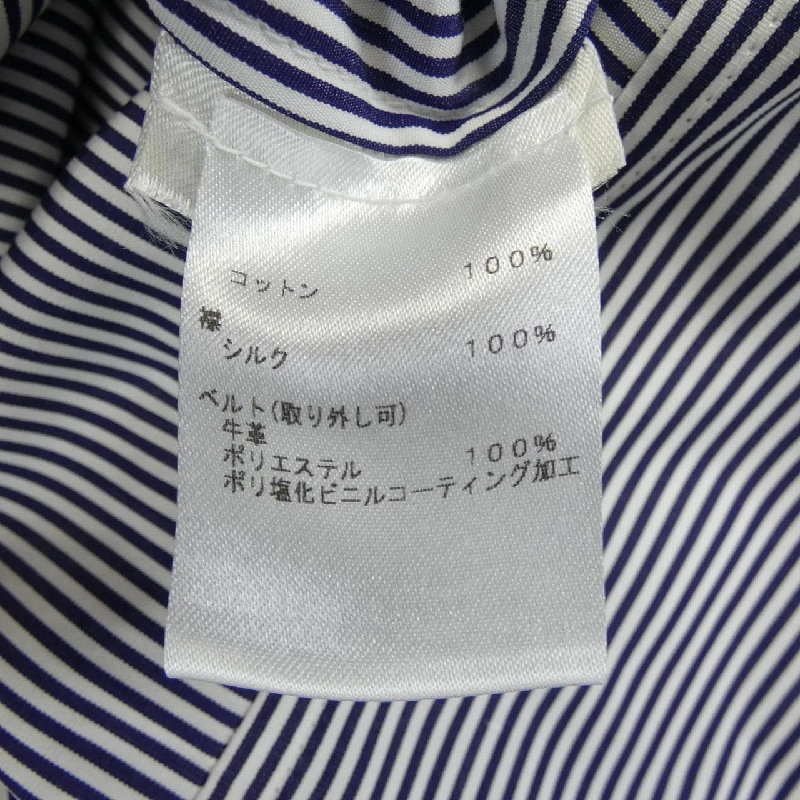 コットン 100%
襟
シルク 100%
ベルト(取り外し可)
牛革
ポリエステル 100%
ポリ塩化ビニルコーティング加工